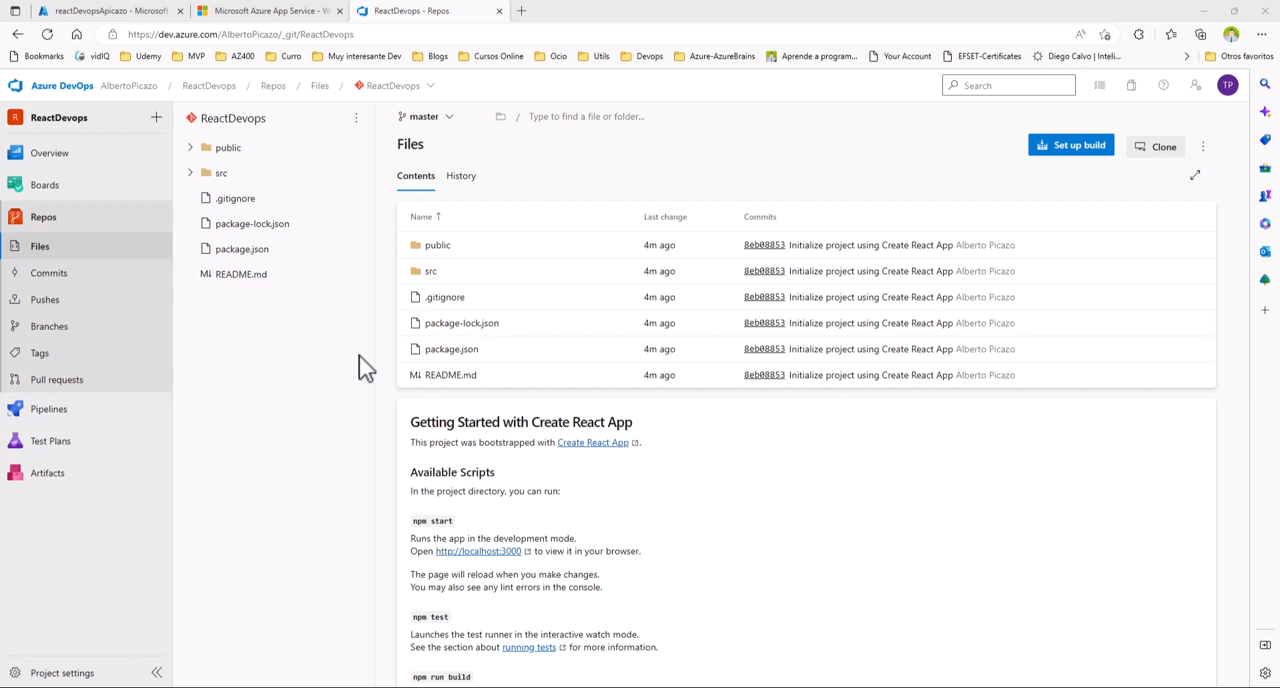 reactDevopsApicazo - Microsoft
Microsoft Azure App Service - W
ReactDevops - Repos
https://dev.azure.com/AlbertoPicazo/_git/ReactDevops
Bookmarks
vidIQ
Udemy
MVP
AZ400
Curro
Muy interesante Dev
Blogs
Cursos Online
Ocio
Utils
Devops
Azure-AzureBrains
Aprende a program...
Your Account
EFSET-Certificates
Diego Calvo | Inteli...
Otros favoritos
Azure DevOps
AlbertoPicazo / ReactDevops / Repos / Files / ReactDevops
Search
TP
R ReactDevops
Overview
Boards
Repos
Files
Commits
Pushes
Branches
Tags
Pull requests
Pipelines
Test Plans
Artifacts
Project settings
ReactDevops
public
src
.gitignore
package-lock.json
package.json
M↓ README.md
master
/ Type to find a file or folder...
Files
Set up build
Clone
Contents
History
Name ↑ Last change Commits
public 4m ago 8eb08853 Initialize project using Create React App Alberto Picazo
src 4m ago 8eb08853 Initialize project using Create React App Alberto Picazo
.gitignore 4m ago 8eb08853 Initialize project using Create React App Alberto Picazo
package-lock.json 4m ago 8eb08853 Initialize project using Create React App Alberto Picazo
package.json 4m ago 8eb08853 Initialize project using Create React App Alberto Picazo
M↓ README.md 4m ago 8eb08853 Initialize project using Create React App Alberto Picazo
Getting Started with Create React App
This project was bootstrapped with Create React App.
Available Scripts
In the project directory, you can run:
npm start
Runs the app in the development mode.
Open http://localhost:3000 to view it in your browser.
The page will reload when you make changes.
You may also see any lint errors in the console.
npm test
Launches the test runner in the interactive watch mode.
See the section about running tests for more information.
npm run build